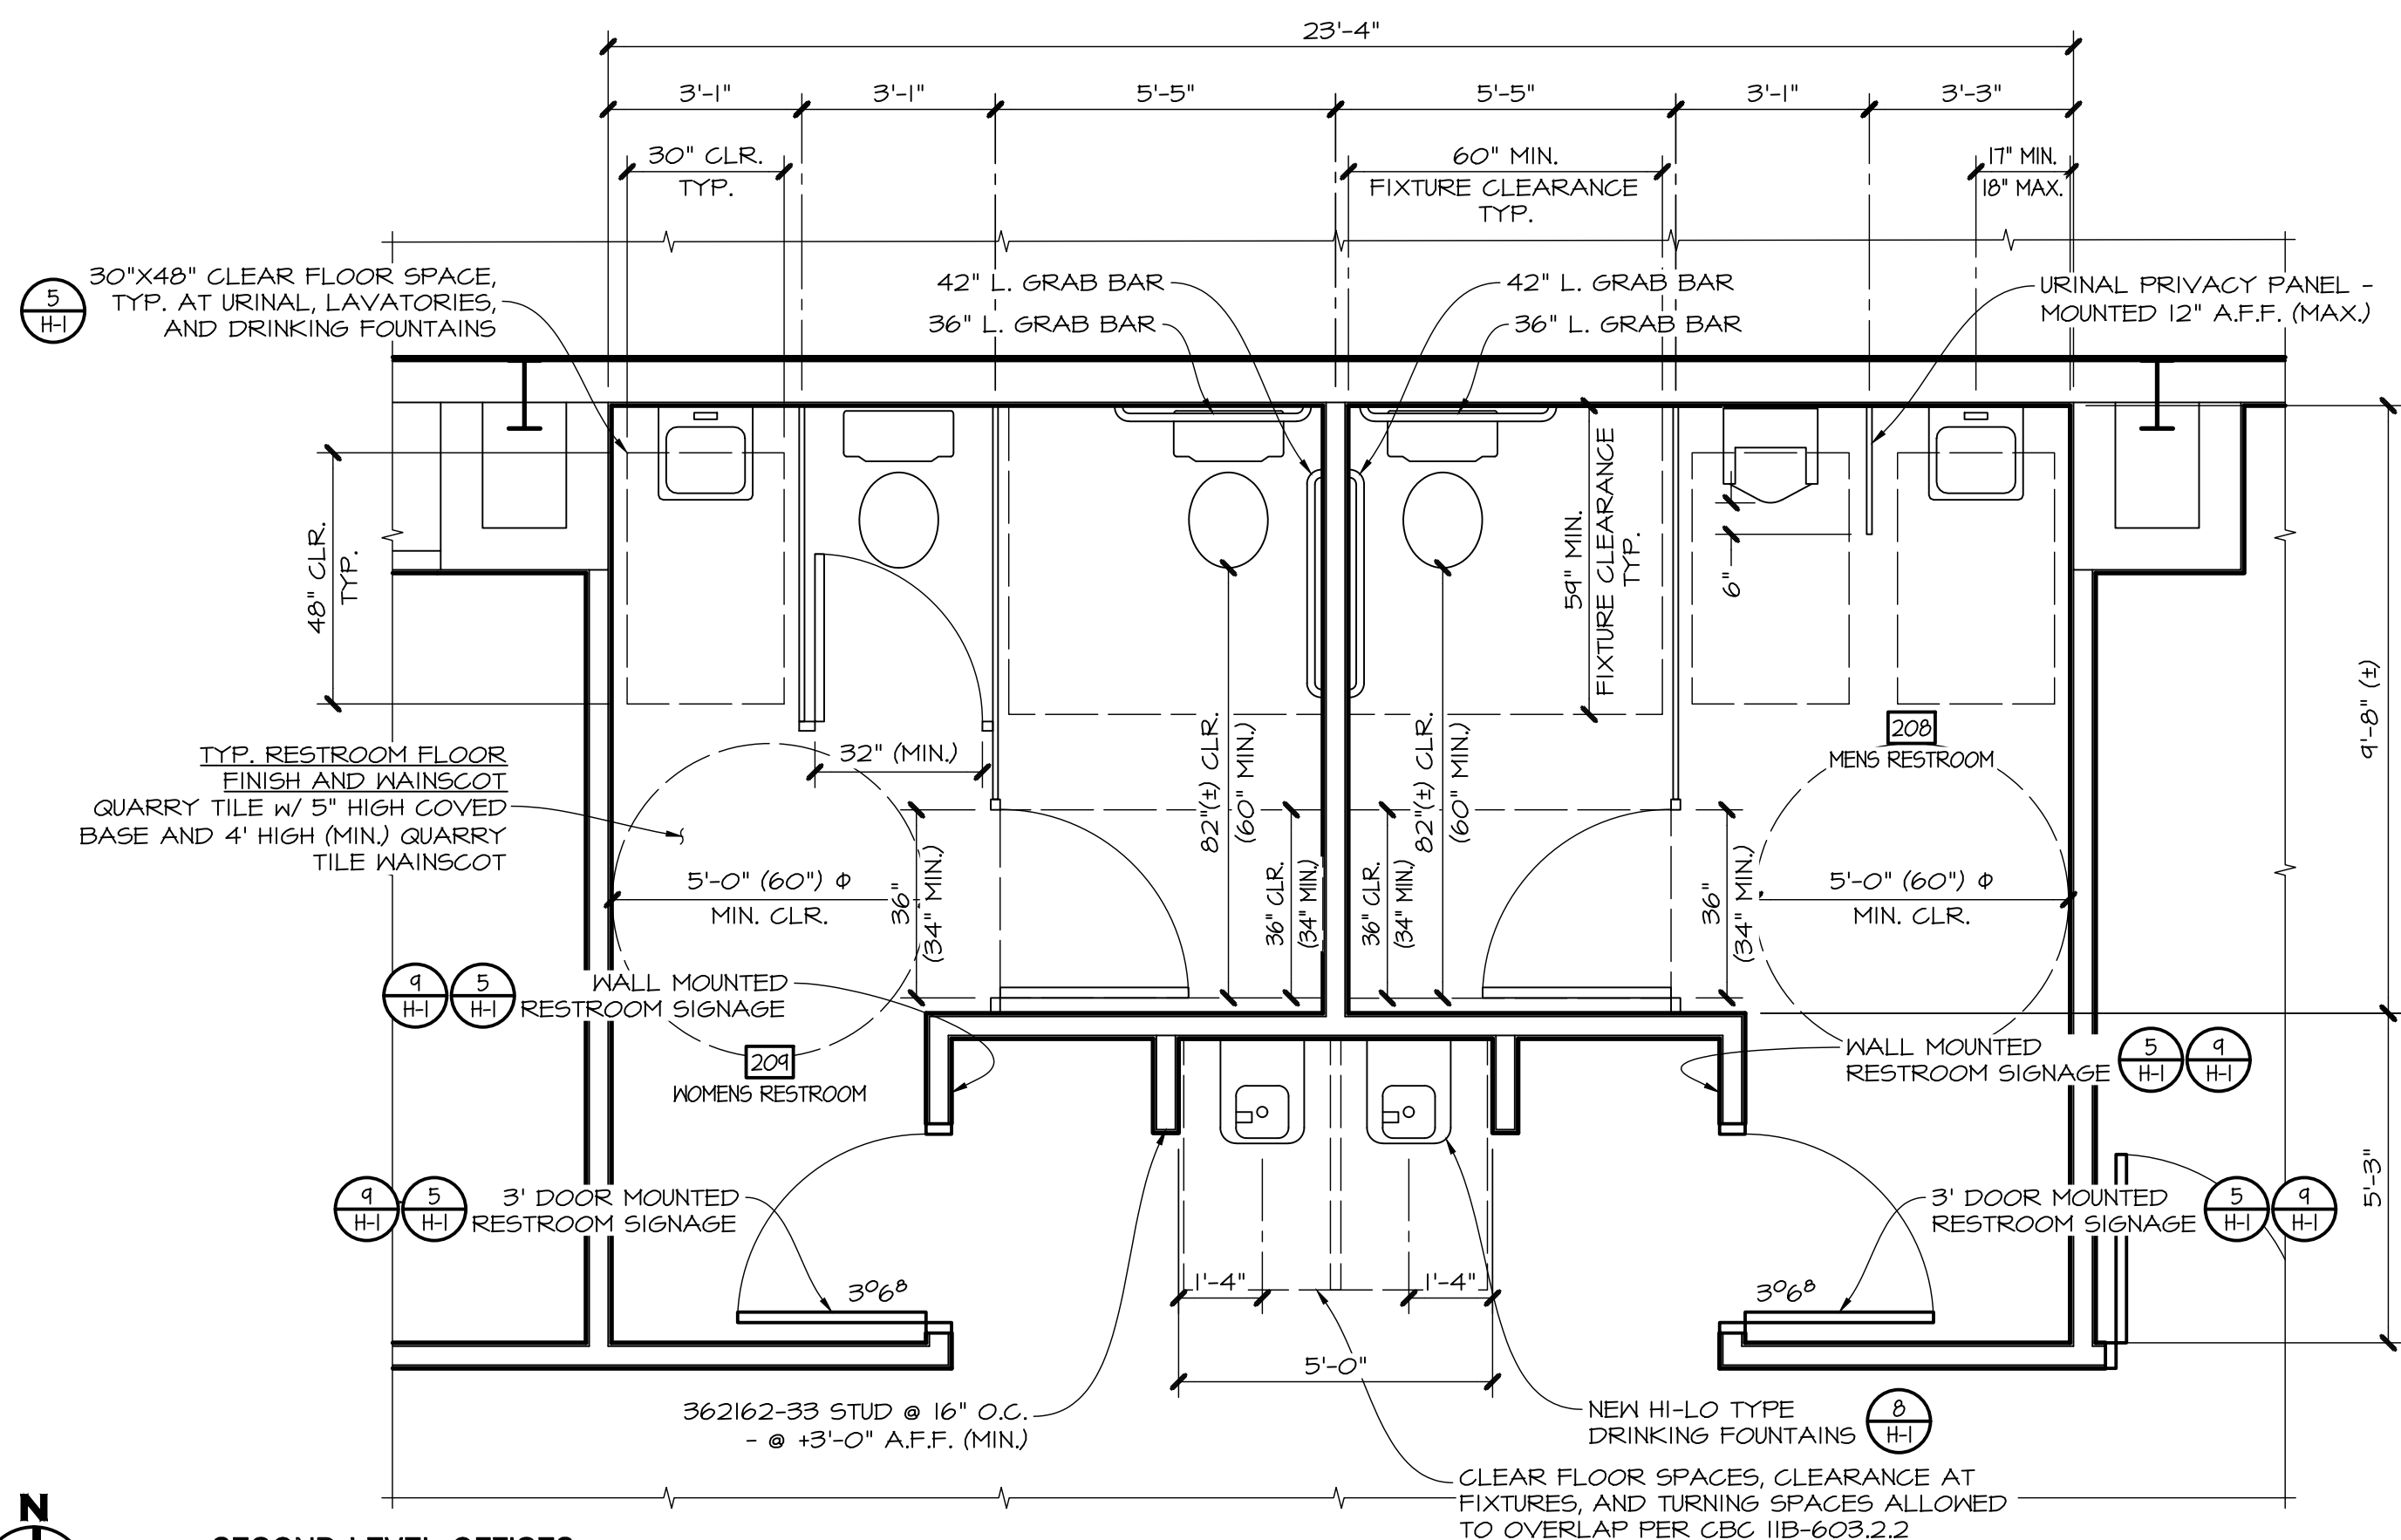 23'-4"
3'-1"
3'-1"
5'-5"
5'-5"
3'-1"
3'-3"
30" CLR.
TYP.
60" MIN.
FIXTURE CLEARANCE
TYP.
17" MIN.
18" MAX.
5
H-1
30"X48" CLEAR FLOOR SPACE,
TYP. AT URINAL, LAVATORIES,
AND DRINKING FOUNTAINS
42" L. GRAB BAR
36" L. GRAB BAR
42" L. GRAB BAR
36" L. GRAB BAR
URINAL PRIVACY PANEL -
MOUNTED 12" A.F.F. (MAX.)
48" CLR.
TYP.
59" MIN.
FIXTURE CLEARANCE
TYP.
6"
9'-8" (±)
TYP. RESTROOM FLOOR
FINISH AND WAINSCOT
QUARRY TILE W/ 5" HIGH COVED
BASE AND 4' HIGH (MIN.) QUARRY
TILE WAINSCOT
32" (MIN.)
82"(±) CLR.
(60" MIN.)
82"(±) CLR.
(60" MIN.)
208
MENS RESTROOM
5'-0" (60") Φ
MIN. CLR.
36"
(34" MIN.)
36" CLR.
(34" MIN.)
36" CLR.
(34" MIN.)
36"
(34" MIN.)
5'-0" (60") Φ
MIN. CLR.
9
H-1
5
H-1
WALL MOUNTED
RESTROOM SIGNAGE
209
WOMENS RESTROOM
WALL MOUNTED
RESTROOM SIGNAGE
5
H-1
9
H-1
9
H-1
5
H-1
3' DOOR MOUNTED
RESTROOM SIGNAGE
3' DOOR MOUNTED
RESTROOM SIGNAGE
5
H-1
9
H-1
5'-3"
3068
3068
1'-4"
1'-4"
5'-0"
362162-33 STUD @ 16" O.C.
- @ +3'-0" A.F.F. (MIN.)
NEW HI-LO TYPE
DRINKING FOUNTAINS
8
H-1
CLEAR FLOOR SPACES, CLEARANCE AT
FIXTURES, AND TURNING SPACES ALLOWED
TO OVERLAP PER CBC 11B-603.2.2
N
SECOND LEVEL OFFICES